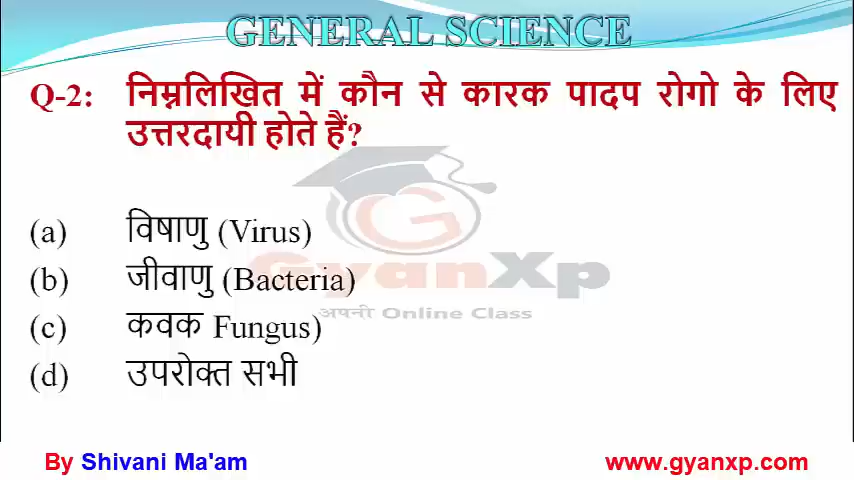 GENERAL SCIENCE
Q-2: निम्नलिखित में कौन से कारक पादप रोगो के लिए
उत्तरदायी होते हैं?
(a) विषाणु (Virus)
(b) जीवाणु (Bacteria)
(c) कवक Fungus)
(d) उपरोक्त सभी
GyanXp
अपनी Online Class
By Shivani Ma'am www.gyanxp.com